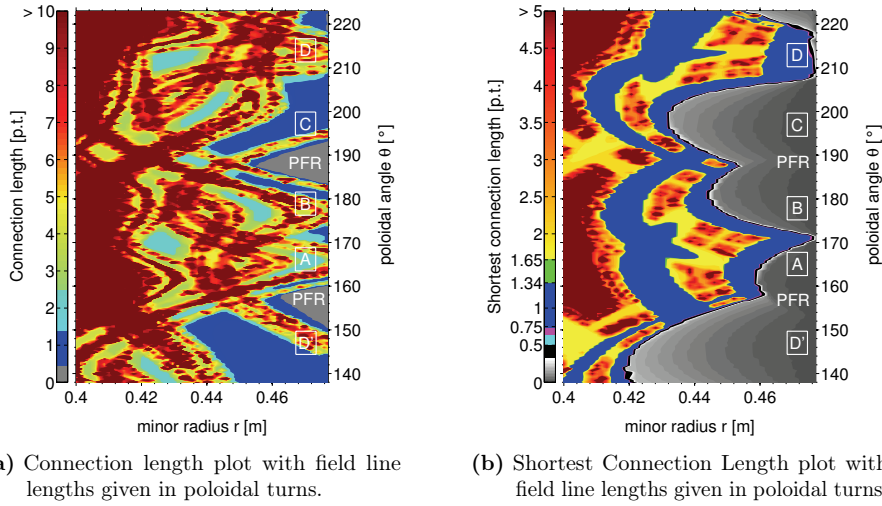 >
10
9
8
7
6
5
4
3
2
1
0
Connection length [p.t.]
D
C
PFR
B
A
PFR
D'
220
210
200
190
180
170
160
150
140
poloidal angle θ [°]
0.4 0.42 0.44 0.46
minor radius r [m]
>
5
4.5
4
3.5
3
2.5
2
1.65
1.34
1
0.75
0.5
0
Shortest connection length [p.t.]
D
C
PFR
B
A
PFR
D'
220
210
200
190
180
170
160
150
140
poloidal angle θ [°]
0.4 0.42 0.44 0.46
minor radius r [m]
a) Connection length plot with field line
lengths given in poloidal turns.
(b) Shortest Connection Length plot with
field line lengths given in poloidal turns